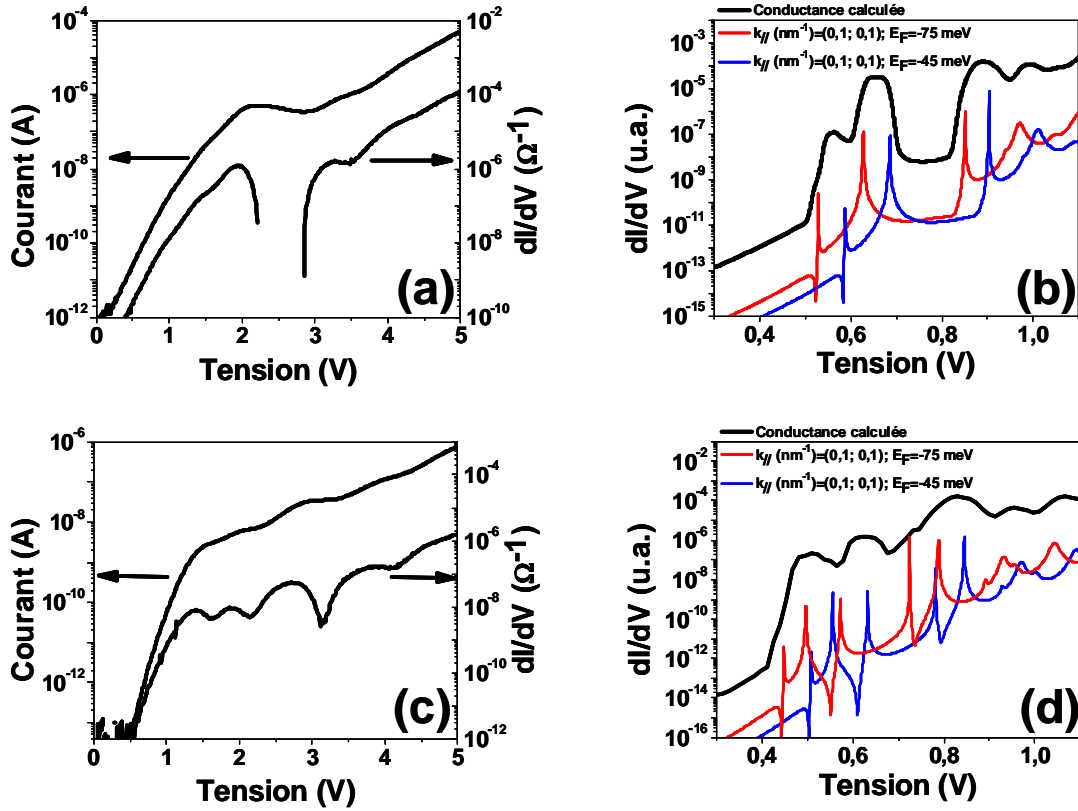 10⁻⁴
10⁻⁶
10⁻⁸
10⁻¹⁰
10⁻¹²
Courant (A)
0 1 2 3 4 5
Tension (V)
10⁻²
10⁻⁴
10⁻⁶
10⁻⁸
10⁻¹⁰
dI/dV (Ω⁻¹)
(a)
Conductance calculée
k// (nm⁻¹)=(0,1; 0,1); E_F=-75 meV
k// (nm⁻¹)=(0,1; 0,1); E_F=-45 meV
10⁻³
10⁻⁵
10⁻⁷
10⁻⁹
10⁻¹¹
10⁻¹³
10⁻¹⁵
dI/dV (u.a.)
0,4 0,6 0,8 1,0
Tension (V)
(b)
10⁻⁶
10⁻⁸
10⁻¹⁰
10⁻¹²
Courant (A)
0 1 2 3 4 5
Tension (V)
10⁻⁴
10⁻⁶
10⁻⁸
10⁻¹⁰
10⁻¹²
dI/dV (Ω⁻¹)
(c)
Conductance calculée
k// (nm⁻¹)=(0,1; 0,1); E_F=-75 meV
k// (nm⁻¹)=(0,1; 0,1); E_F=-45 meV
10⁻²
10⁻⁴
10⁻⁶
10⁻⁸
10⁻¹⁰
10⁻¹²
10⁻¹⁴
10⁻¹⁶
dI/dV (u.a.)
0,4 0,6 0,8 1,0
Tension (V)
(d)